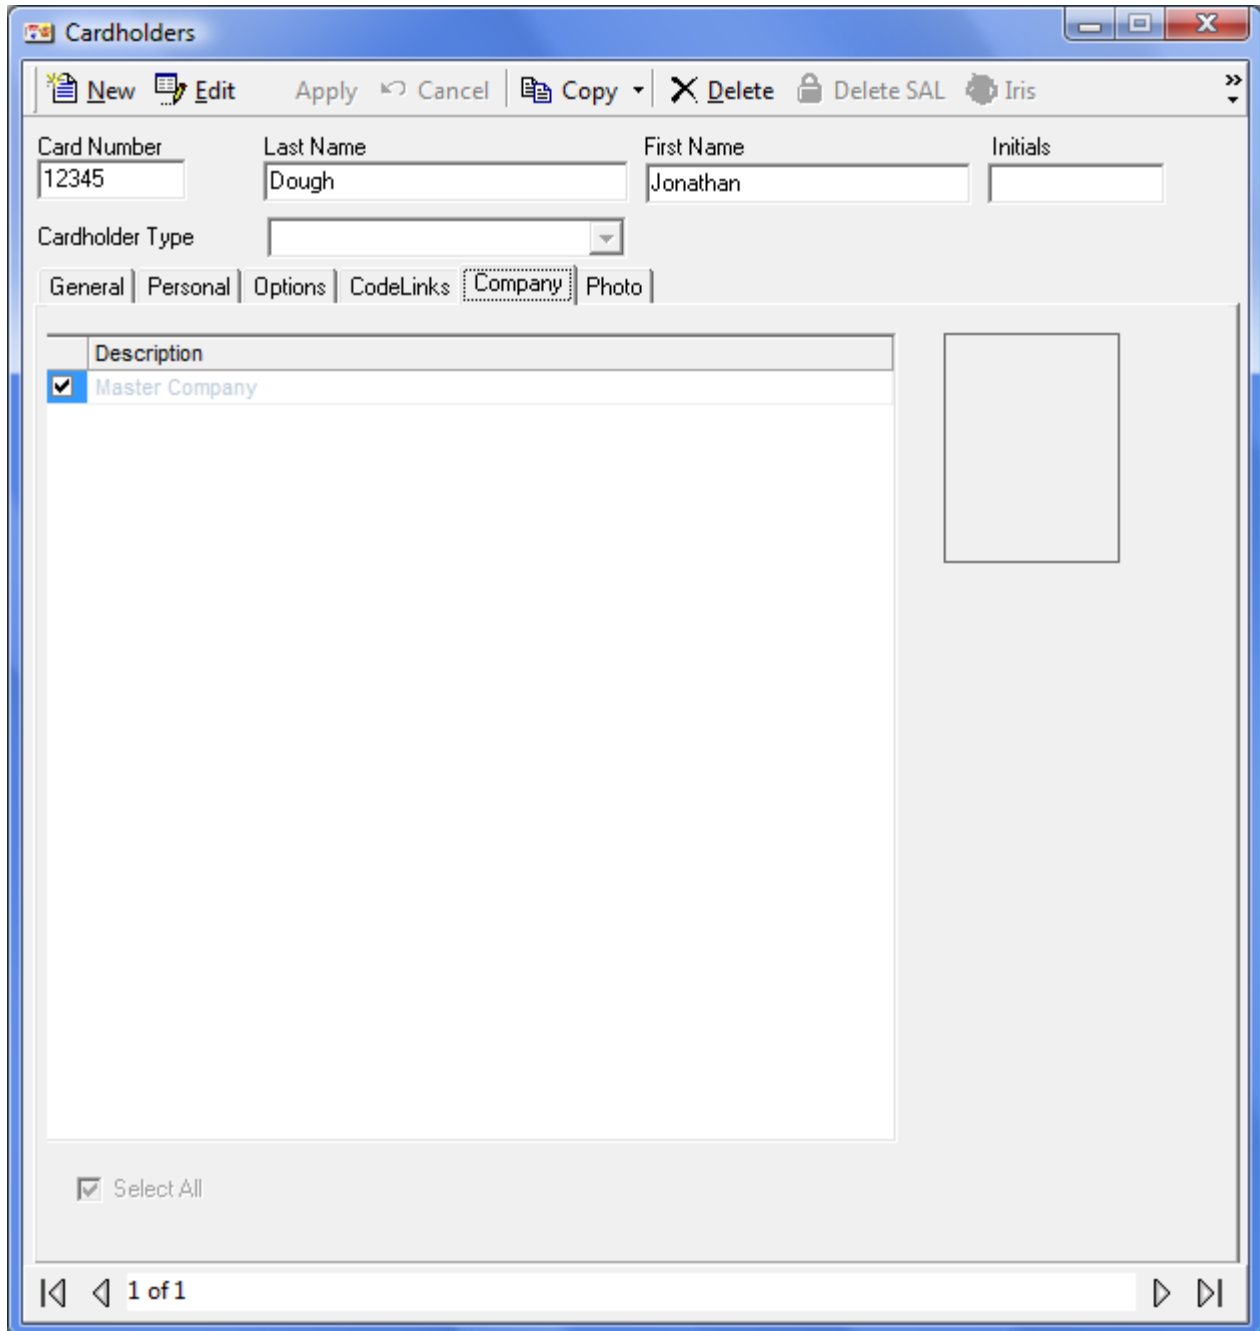 Cardholders
New Edit Apply Cancel Copy Delete Delete SAL Iris »
Card Number Last Name First Name Initials
12345 Dough Jonathan
Cardholder Type
General Personal Options CodeLinks Company Photo
Description
Master Company
Select All
1 of 1